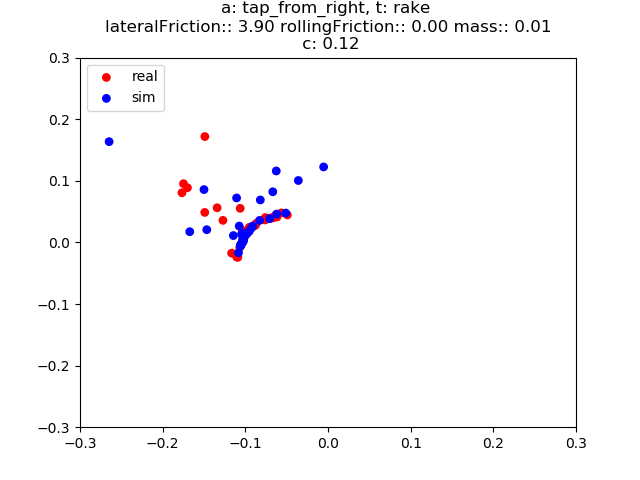 a: tap_from_right, t: rake
lateralFriction:: 3.90 rollingFriction:: 0.00 mass:: 0.01
c: 0.12
real
sim
0.3
0.2
0.1
0.0
−0.1
−0.2
−0.3
−0.3
−0.2
−0.1
0.0
0.1
0.2
0.3